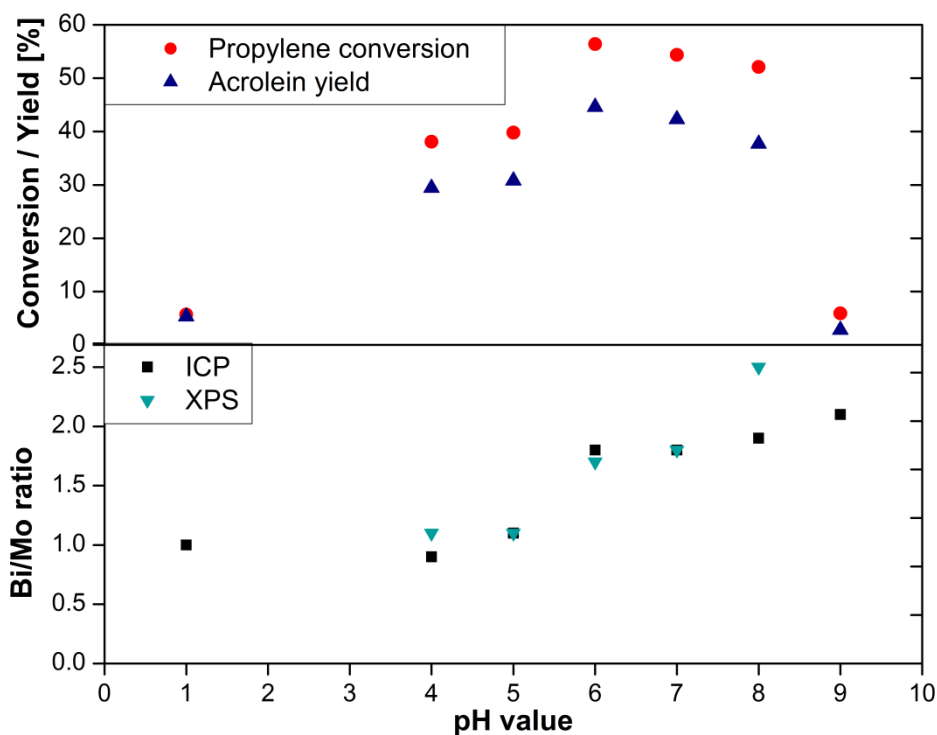 Conversion / Yield [%]
60
50
40
30
20
10
0
Propylene conversion
Acrolein yield
Bi/Mo ratio
2.5
2.0
1.5
1.0
0.5
0.0
ICP
XPS
0 1 2 3 4 5 6 7 8 9 10
pH value